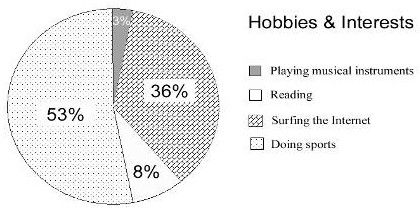 Hobbies & Interests
3%
36%
53%
8%
Playing musical instruments
Reading
Surfing the Internet
Doing sports